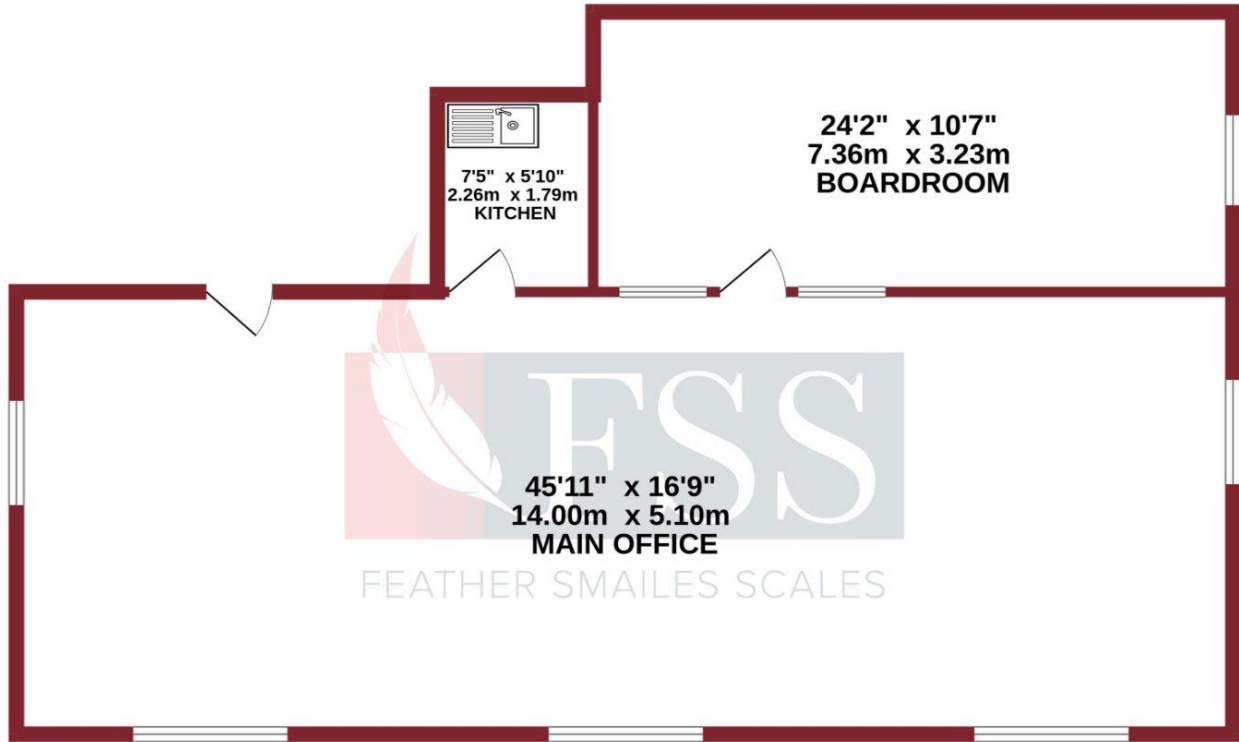 24'2" x 10'7"
7.36m x 3.23m
BOARDROOM
7'5" x 5'10"
2.26m x 1.79m
KITCHEN
FSS
45'11" x 16'9"
14.00m x 5.10m
MAIN OFFICE
FEATHER SMAILES SCALES